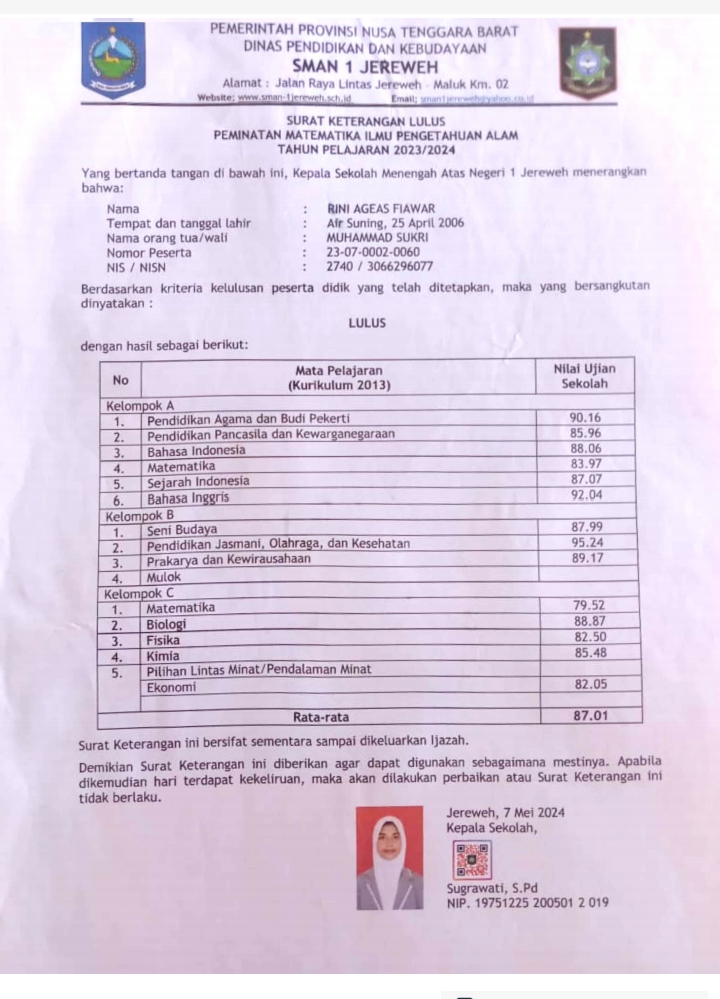 PEMERINTAH PROVINSI NUSA TENGGARA BARAT
DINAS PENDIDIKAN DAN KEBUDAYAAN
SMAN 1 JEREWEH
Alamat : Jalan Raya Lintas Jereweh - Maluk Km. 02
Website: www.sman-1jereweh.sch.id Email: sman1jereweh@yahoo.co.id
SURAT KETERANGAN LULUS
PEMINATAN MATEMATIKA ILMU PENGETAHUAN ALAM
TAHUN PELAJARAN 2023/2024
Yang bertanda tangan di bawah ini, Kepala Sekolah Menengah Atas Negeri 1 Jereweh menerangkan
bahwa:
Nama : RINI AGEAS FIAWAR
Tempat dan tanggal lahir : Air Suning, 25 April 2006
Nama orang tua/wali : MUHAMMAD SUKRI
Nomor Peserta : 23-07-0002-0060
NIS / NISN : 2740 / 3066296077
Berdasarkan kriteria kelulusan peserta didik yang telah ditetapkan, maka yang bersangkutan
dinyatakan :
LULUS
dengan hasil sebagai berikut:
No Mata Pelajaran (Kurikulum 2013) Nilai Ujian Sekolah
Kelompok A
1. Pendidikan Agama dan Budi Pekerti 90.16
2. Pendidikan Pancasila dan Kewarganegaraan 85.96
3. Bahasa Indonesia 88.06
4. Matematika 83.97
5. Sejarah Indonesia 87.07
6. Bahasa Inggris 92.04
Kelompok B
1. Seni Budaya 87.99
2. Pendidikan Jasmani, Olahraga, dan Kesehatan 95.24
3. Prakarya dan Kewirausahaan 89.17
4. Mulok
Kelompok C
1. Matematika 79.52
2. Biologi 88.87
3. Fisika 82.50
4. Kimia 85.48
5. Pilihan Lintas Minat/Pendalaman Minat
Ekonomi 82.05
Rata-rata 87.01
Surat Keterangan ini bersifat sementara sampai dikeluarkan Ijazah.
Demikian Surat Keterangan ini diberikan agar dapat digunakan sebagaimana mestinya. Apabila
dikemudian hari terdapat kekeliruan, maka akan dilakukan perbaikan atau Surat Keterangan ini
tidak berlaku.
Jereweh, 7 Mei 2024
Kepala Sekolah,
Sugrawati, S.Pd
NIP. 19751225 200501 2 019